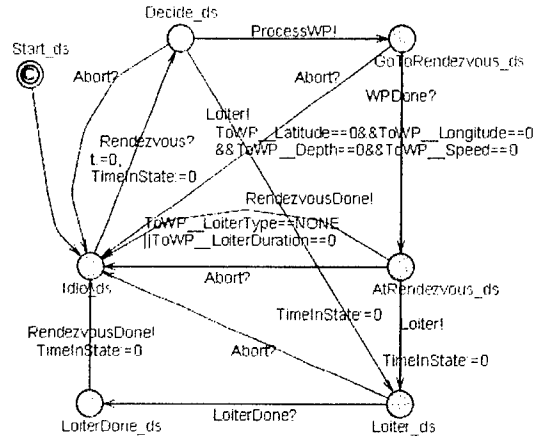 Decide_ds
Start_ds
ProcessWP!
GoToRendezvous_ds
Abort?
Abort?
WPDone?
Loiter!
ToWP__Latitude==0&&ToWP__Longitude==0
&&ToWP__Depth==0&&ToWP__Speed==0
Rendezvous?
t:=0,
TimeInState:=0
RendezvousDone!
ToWP__LoiterType==NONE
||ToWP__LoiterDuration==0
Idle_ds
Abort?
AtRendezvous_ds
TimeInState:=0
Loiter!
RendezvousDone!
TimeInState:=0
Abort?
TimeInState:=0
LoiterDone?
LoiterDone_ds
Loiter_ds